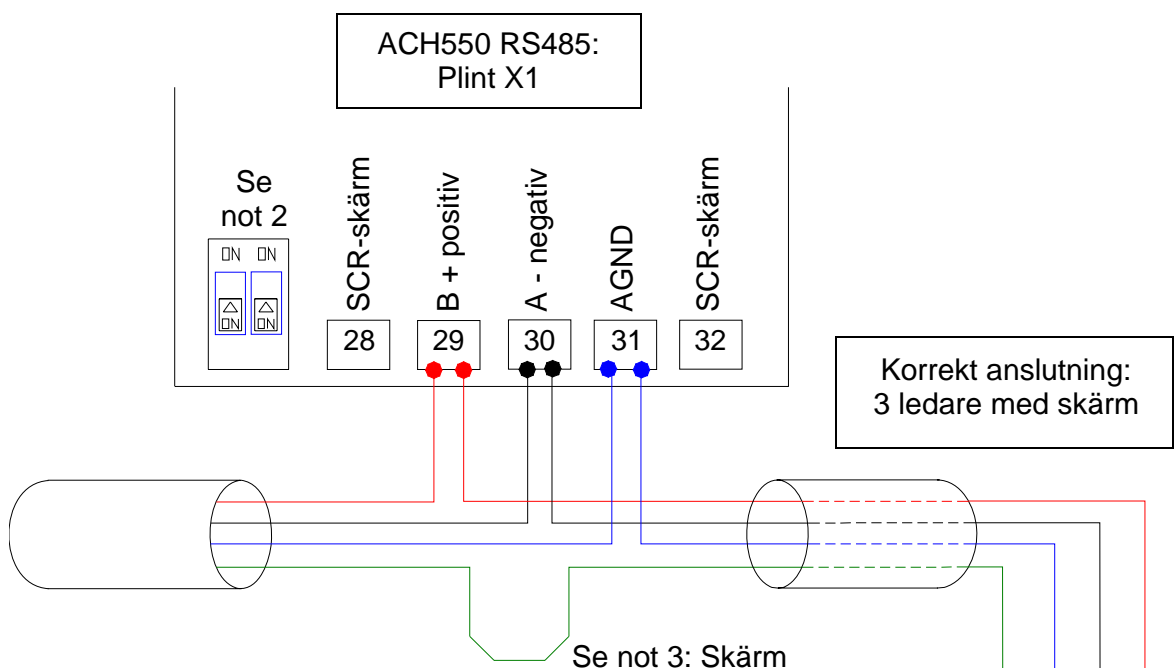 ACH550 RS485:
Plint X1
Se
not 2
ON ON
ON ON
SCR-skärm
B + positiv
A - negativ
AGND
SCR-skärm
28
29
30
31
32
Korrekt anslutning:
3 ledare med skärm
Se not 3: Skärm